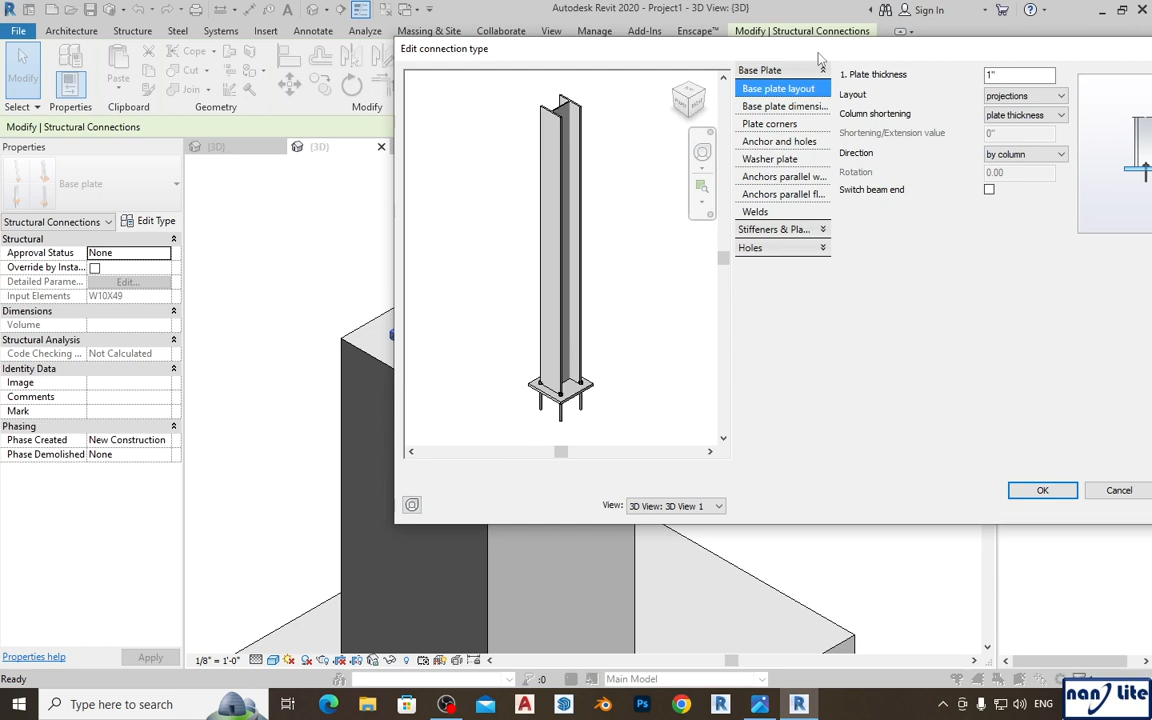 Autodesk Revit 2020 - Project1 - 3D View: {3D}
Sign In
File
Architecture
Structure
Steel
Systems
Insert
Annotate
Analyze
Massing & Site
Collaborate
View
Manage
Add-Ins
Enscape™
Modify | Structural Connections
Modify
Properties
Paste
Cope
Cut
Join
Select
Properties
Clipboard
Geometry
Modify
Modify | Structural Connections
Properties
Base plate
Structural Connections
Edit Type
Structural
Approval Status None
Override by Insta...
Detailed Parame... Edit...
Input Elements W10X49
Dimensions
Volume
Structural Analysis
Code Checking ... Not Calculated
Identity Data
Image
Comments
Mark
Phasing
Phase Created New Construction
Phase Demolished None
Properties help
Apply
{3D}
{3D}
Edit connection type
Base Plate
Base plate layout
Base plate dimensi...
Plate corners
Anchor and holes
Washer plate
Anchors parallel w...
Anchors parallel fl...
Welds
Stiffeners & Pla...
Holes
1. Plate thickness 1"
Layout projections
Column shortening plate thickness
Shortening/Extension value 0"
Direction by column
Rotation 0.00
Switch beam end
View: 3D View: 3D View 1
OK
Cancel
1/8" = 1'-0"
Ready
:0
Main Model
Type here to search
ENG
nanolite